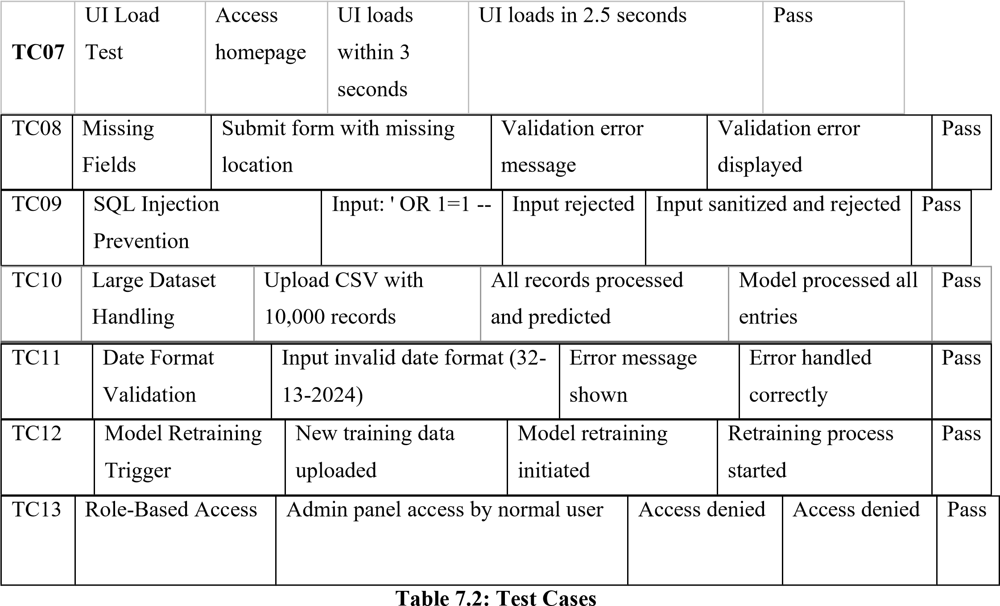 UI Load Access UI loads UI loads in 2.5 seconds Pass
TC07 Test homepage within 3
seconds
TC08 Missing Submit form with missing Validation error Validation error Pass
Fields location message displayed
TC09 SQL Injection Input: ' OR 1=1 -- Input rejected Input sanitized and rejected Pass
Prevention
TC10 Large Dataset Upload CSV with All records processed Model processed all Pass
Handling 10,000 records and predicted entries
TC11 Date Format Input invalid date format (32- Error message Error handled Pass
Validation 13-2024) shown correctly
TC12 Model Retraining New training data Model retraining Retraining process Pass
Trigger uploaded initiated started
TC13 Role-Based Access Admin panel access by normal user Access denied Access denied Pass
Table 7.2: Test Cases